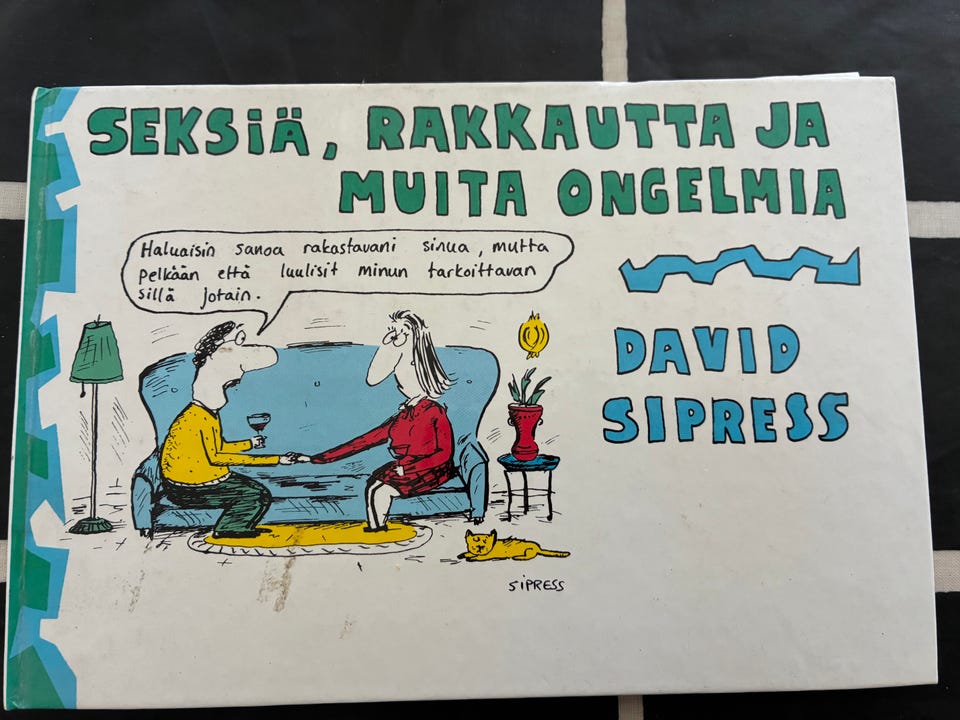 SEKSiÄ, RAKKAUTTA JA
MUITA ONGELMIA
Haluaisin sanoa rakastavani sinua, mutta
pelkään että luulisit minun tarkoittavan
sillä jotain.
DAVID
SIPRESS
SiPRESS